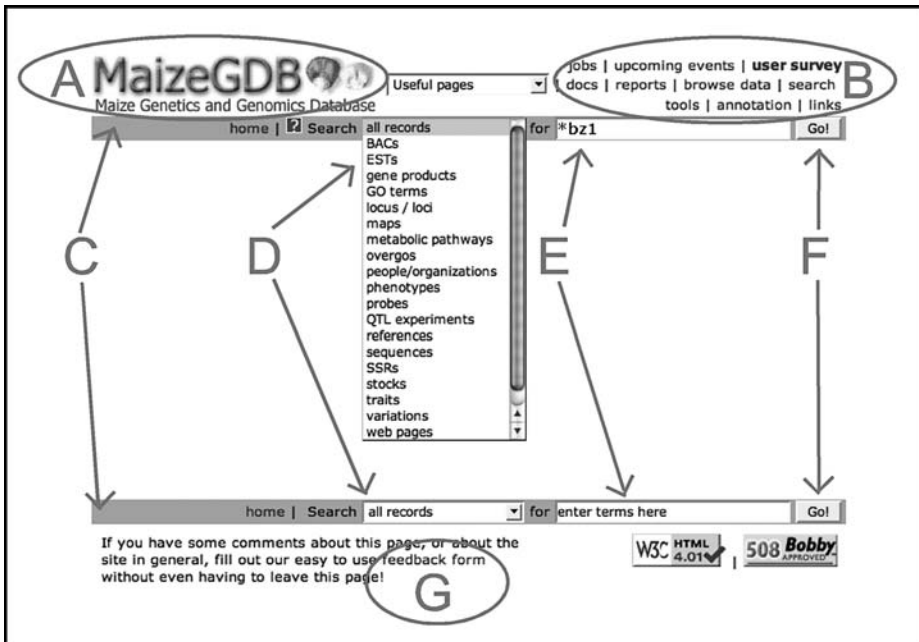 A MaizeGDB
Maize Genetics and Genomics Database
Useful pages
jobs | upcoming events | user survey
| docs | reports | browse data | search
tools | annotation | links
B
home | ? Search all records for *bz1 Go!
BACs
ESTs
gene products
GO terms
locus / loci
maps
metabolic pathways
overgos
people/organizations
phenotypes
probes
QTL experiments
references
sequences
SSRs
stocks
traits
variations
web pages
C D E F
home | Search all records for enter terms here Go!
If you have some comments about this page, or about the
site in general, fill out our easy to use feedback form
without even having to leave this page!
G
W3C HTML 4.01 | 508 Bobby APPROVED